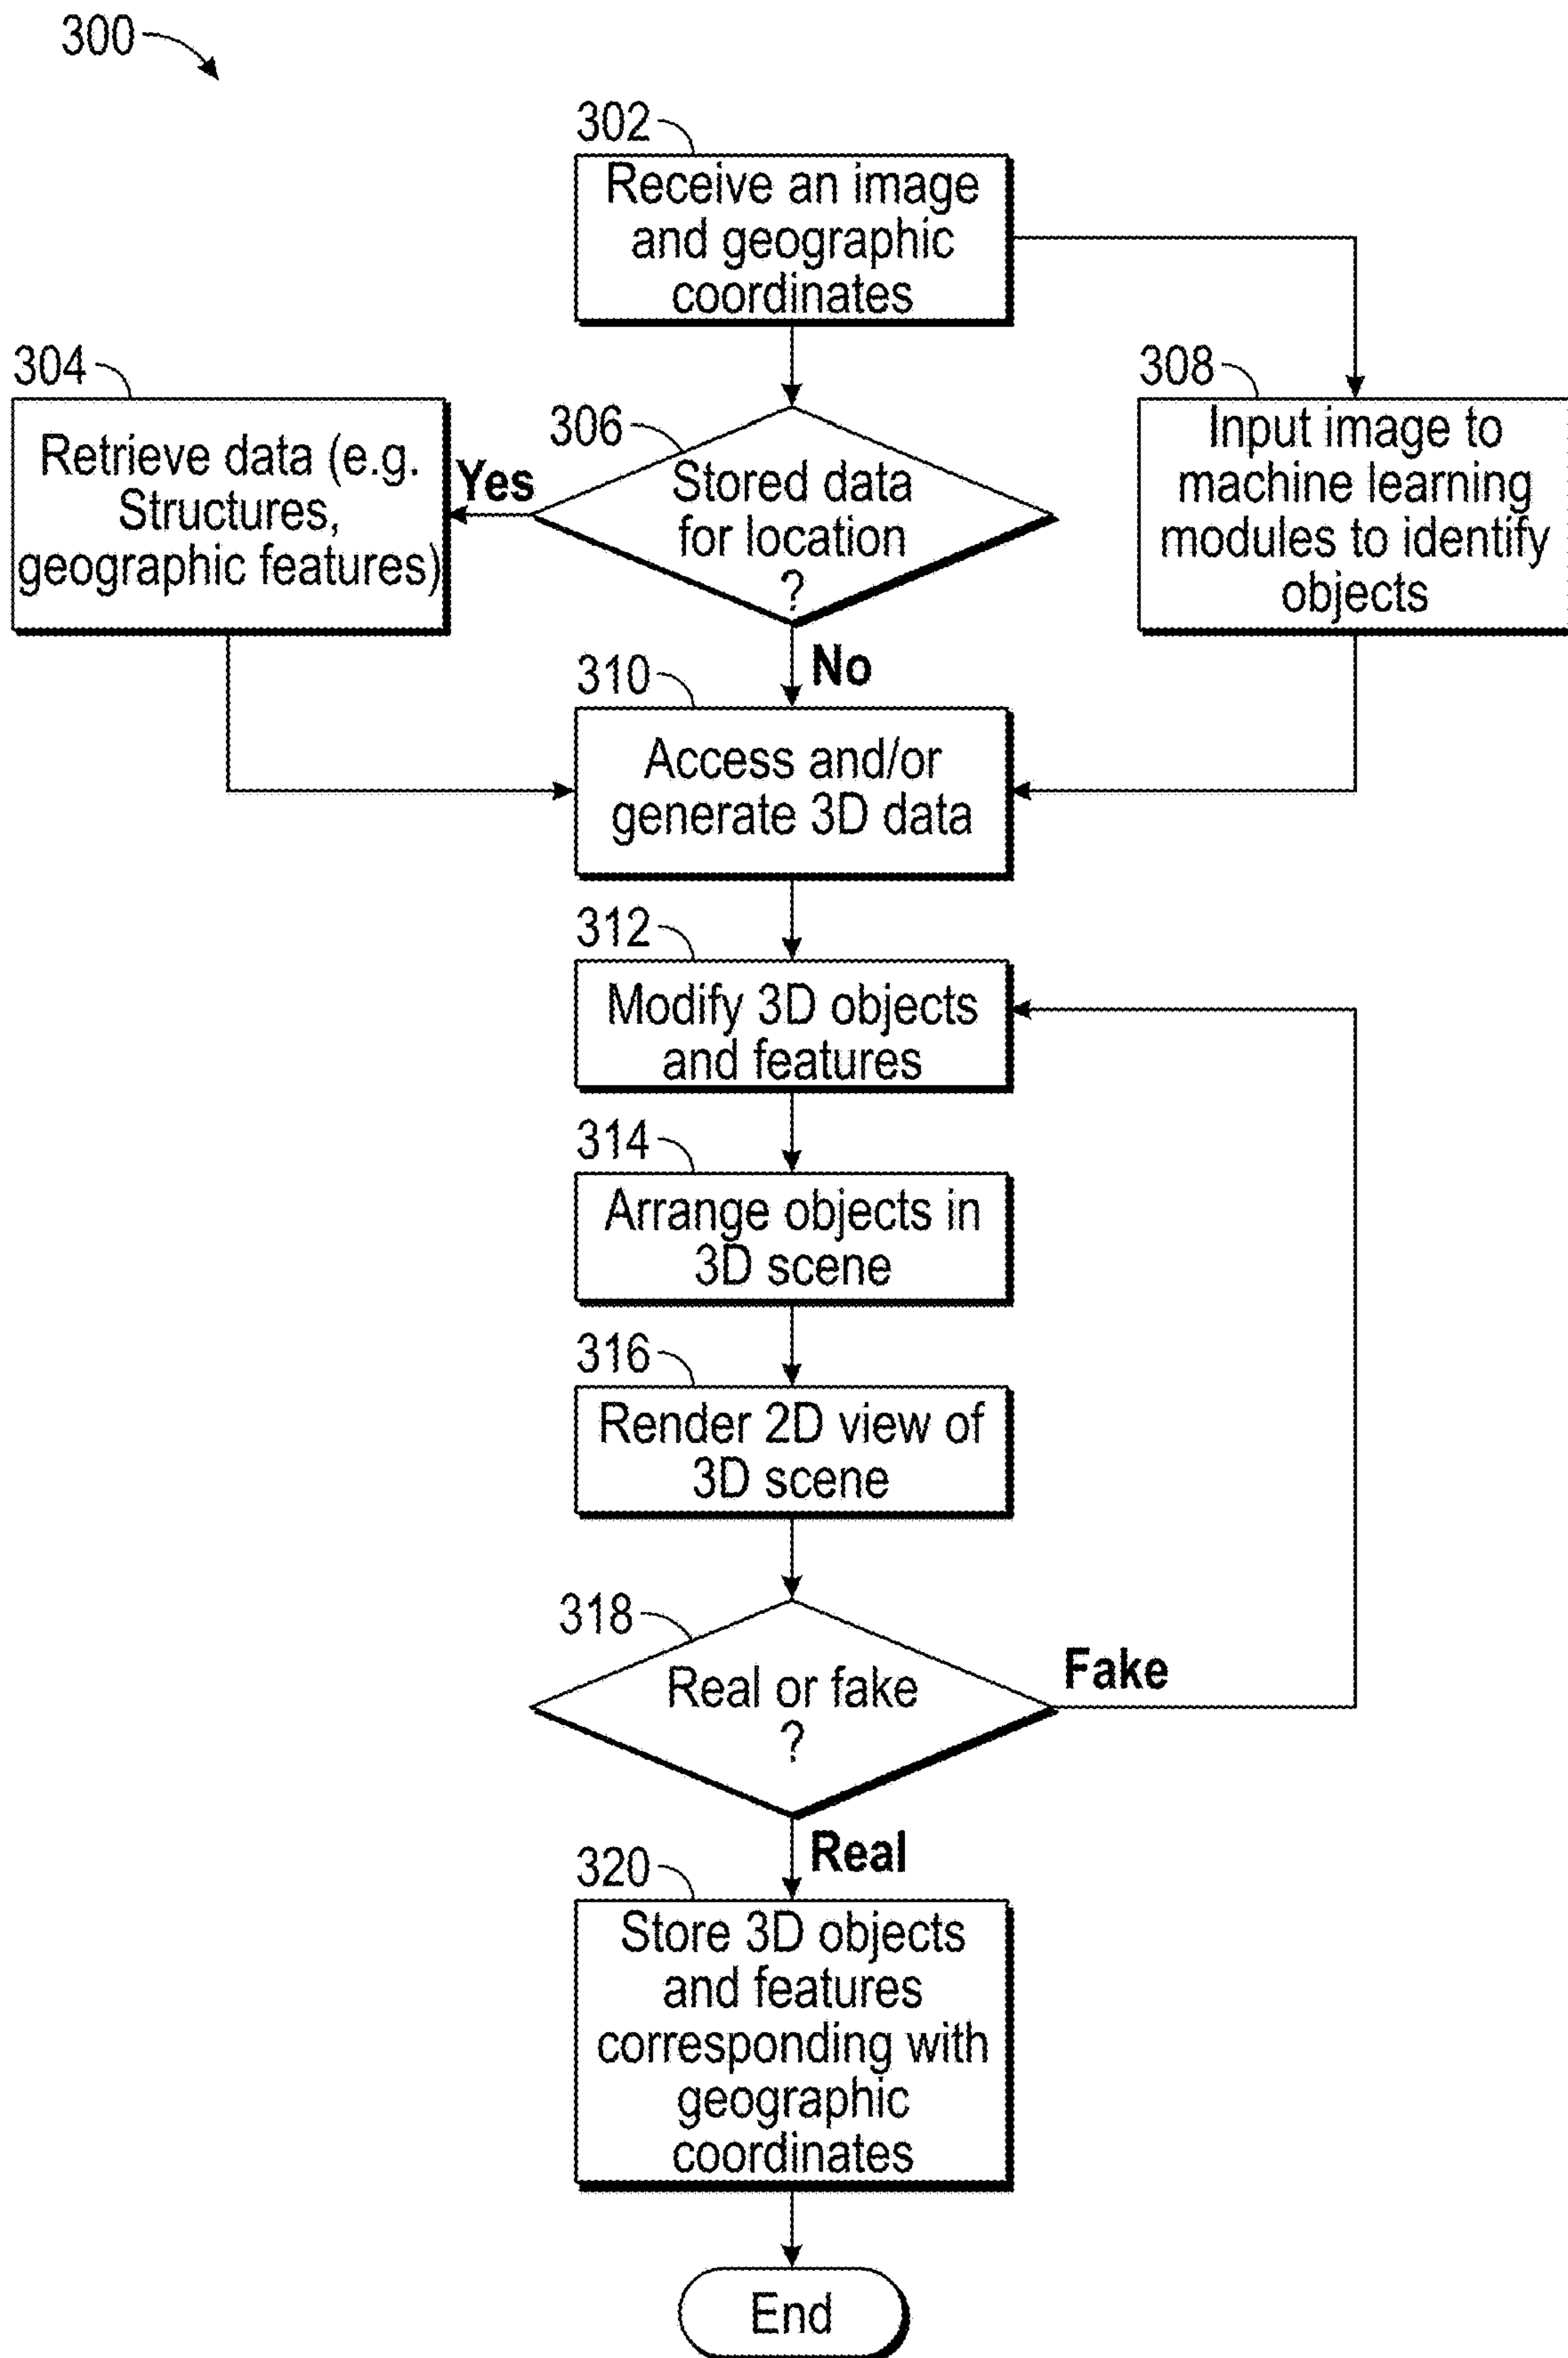 300
302
Receive an image
and geographic
coordinates
304
Retrieve data (e.g.
Structures,
geographic features)
Yes
306
Stored data
for location
?
308
Input image to
machine learning
modules to identify
objects
No
310
Access and/or
generate 3D data
312
Modify 3D objects
and features
314
Arrange objects in
3D scene
316
Render 2D view of
3D scene
318
Real or fake
?
Fake
Real
320
Store 3D objects
and features
corresponding with
geographic
coordinates
End